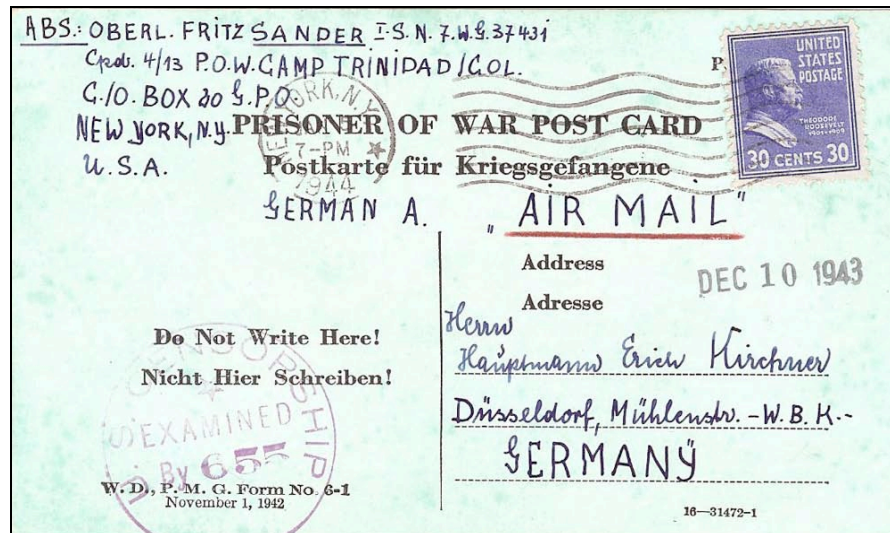 ABS.: OBERL. FRITZ SANDER I.S.N. 7.W.G. 37431
4/13 P.O.W. CAMP TRINIDAD/COL.
C./O. BOX 20 G.P.O.
NEW YORK, N.Y.
U.S.A.
NEW YORK, N.Y.
7-PM
1944
UNITED
STATES
POSTAGE
THEODORE
ROOSEVELT
1901-1909
30 CENTS 30
PRISONER OF WAR POST CARD
Postkarte für Kriegsgefangene
GERMAN A. "AIR MAIL"
Address
Adresse
DEC 10 1943
Herrn
Hauptmann Erich Kirchner
Düsseldorf, Mühlenstr. - W.B.K.-
GERMANY
Do Not Write Here!
Nicht Hier Schreiben!
U.S. CENSORSHIP
EXAMINED
By 655
W. D., P. M. G. Form No. 6-1
November 1, 1942
16—31472-1